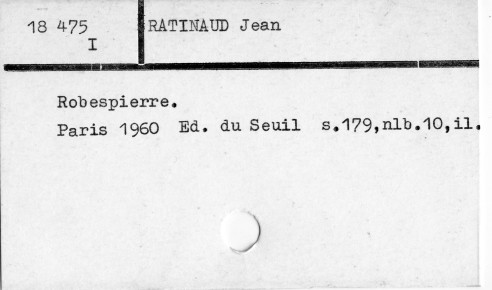 18 475 RATINAUD Jean
I
Robespierre.
Paris 1960 Ed. du Seuil s.179,nlb.10,il.